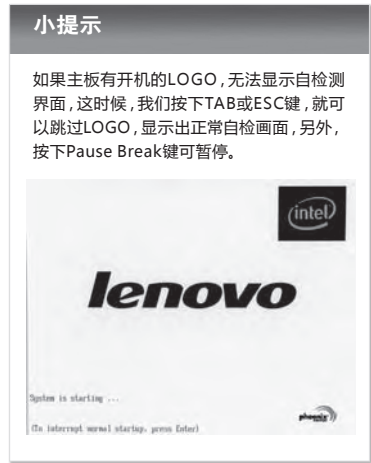 小提示
如果主板有开机的LOGO，无法显示自检测
界面，这时候，我们按下TAB或ESC键，就可
以跳过LOGO，显示出正常自检画面，另外，
按下Pause Break键可暂停。
intel
lenovo
System is starting ...
phoenix
(To interrupt normal startup, press Enter)